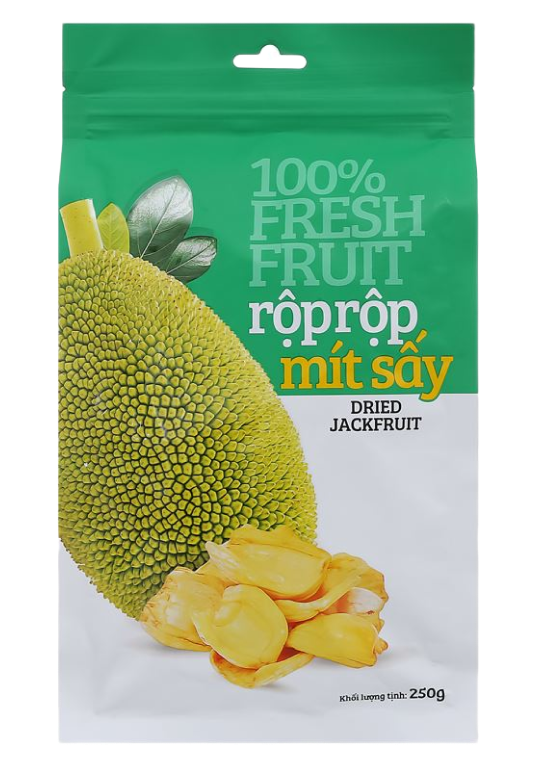 100%
FRESH
FRUIT
rộp rộp
mít sấy
DRIED
JACKFRUIT
Khối lượng tịnh: 250g